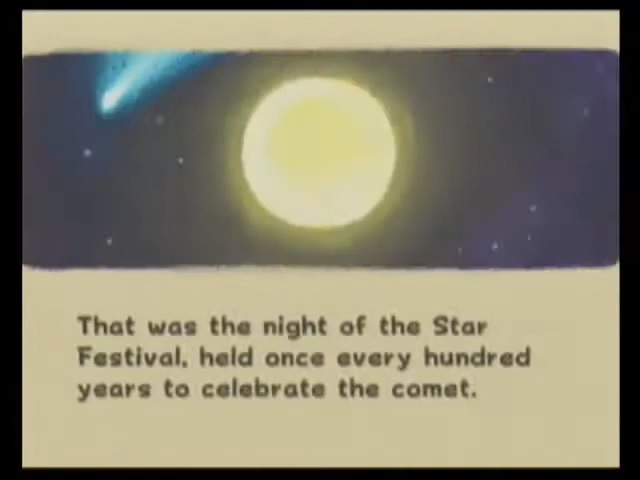 That was the night of the Star
Festival, held once every hundred
years to celebrate the comet.